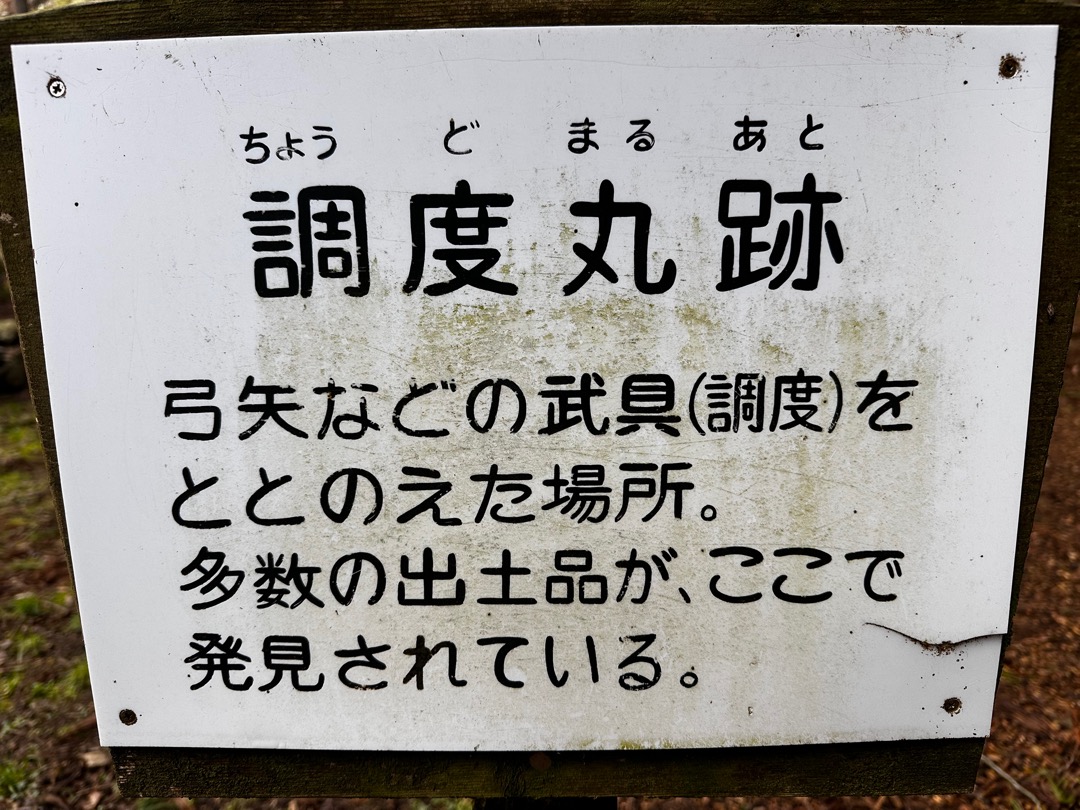 ちょう ど まる あと
調度丸跡
弓矢などの武具(調度)を
ととのえた場所。
多数の出土品が、ここで
発見されている。